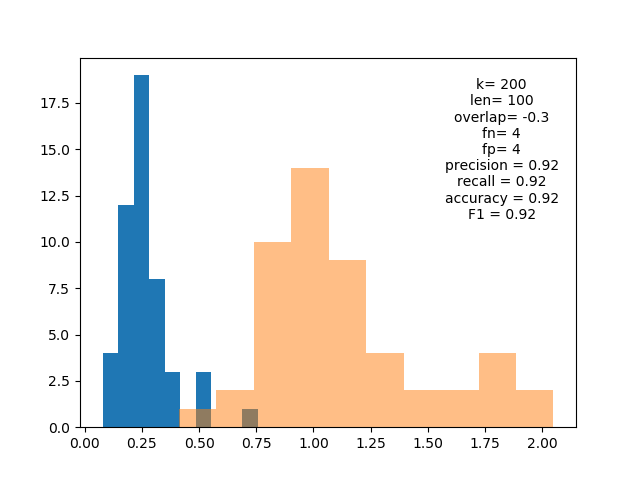 k= 200
len= 100
overlap= -0.3
fn= 4
fp= 4
precision = 0.92
recall = 0.92
accuracy = 0.92
F1 = 0.92
17.5
15.0
12.5
10.0
7.5
5.0
2.5
0.0
0.00 0.25 0.50 0.75 1.00 1.25 1.50 1.75 2.00